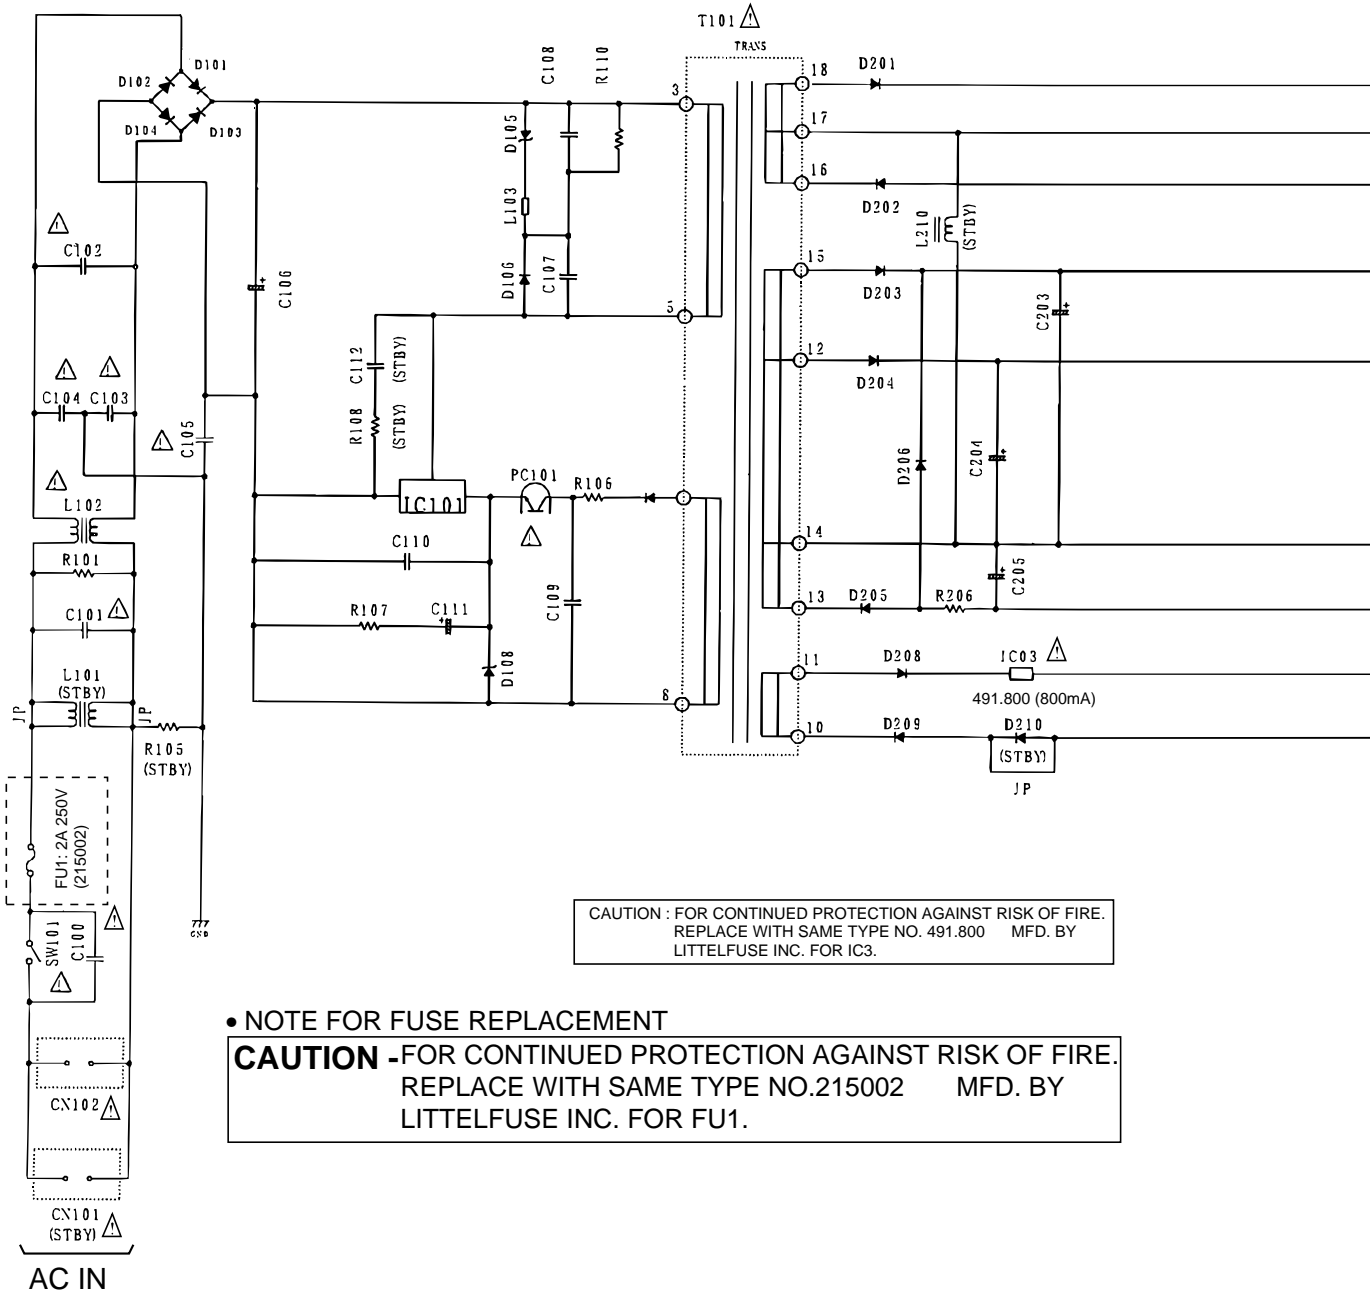 T101
TRANS
C108
R110
D101
D102
D104
D103
D105
L103
D106
C107
3
5
18
D201
17
16
D202
L210
(STBY)
15
D203
C203
12
D204
C102
C106
C104
C103
C105
C112
(STBY)
R108
(STBY)
D206
C204
L102
IC101
PC101
R106
R101
C110
14
C205
C101
R107
C111
C109
D108
13
D205
R206
L101
(STBY)
JP
JP
8
11
D208
IC03
491.800 (800mA)
R105
(STBY)
10
D209
D210
(STBY)
JP
FU1: 2A 250V
(215002)
SW101
C100
GND
CAUTION : FOR CONTINUED PROTECTION AGAINST RISK OF FIRE.
REPLACE WITH SAME TYPE NO. 491.800 MFD. BY
LITTELFUSE INC. FOR IC3.
• NOTE FOR FUSE REPLACEMENT
CAUTION - FOR CONTINUED PROTECTION AGAINST RISK OF FIRE.
REPLACE WITH SAME TYPE NO.215002 MFD. BY
LITTELFUSE INC. FOR FU1.
CN102
CN101
(STBY)
AC IN